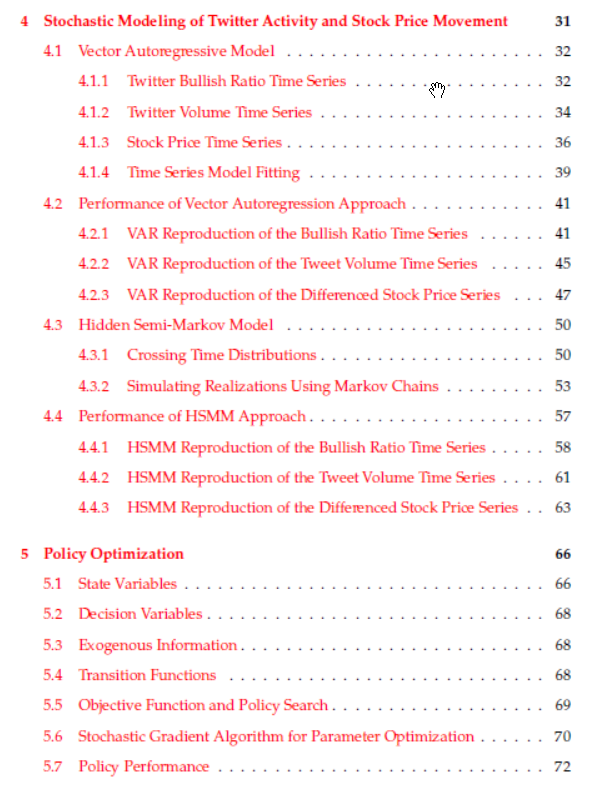 4 Stochastic Modeling of Twitter Activity and Stock Price Movement 31
4.1 Vector Autoregressive Model . . . . . . . . . . . . . . . . . . . . . . . . . . 32
4.1.1 Twitter Bullish Ratio Time Series . . . . . . . . . . . . . . . . . . . 32
4.1.2 Twitter Volume Time Series . . . . . . . . . . . . . . . . . . . . . . 34
4.1.3 Stock Price Time Series . . . . . . . . . . . . . . . . . . . . . . . . . 36
4.1.4 Time Series Model Fitting . . . . . . . . . . . . . . . . . . . . . . . 39
4.2 Performance of Vector Autoregression Approach . . . . . . . . . . . . . . 41
4.2.1 VAR Reproduction of the Bullish Ratio Time Series . . . . . . 41
4.2.2 VAR Reproduction of the Tweet Volume Time Series . . . . . 45
4.2.3 VAR Reproduction of the Differenced Stock Price Series . . . 47
4.3 Hidden Semi-Markov Model . . . . . . . . . . . . . . . . . . . . . . . . . . 50
4.3.1 Crossing Time Distributions . . . . . . . . . . . . . . . . . . . . . . 50
4.3.2 Simulating Realizations Using Markov Chains . . . . . . . . . 53
4.4 Performance of HSMM Approach . . . . . . . . . . . . . . . . . . . . . . . 57
4.4.1 HSMM Reproduction of the Bullish Ratio Time Series . . . . . 58
4.4.2 HSMM Reproduction of the Tweet Volume Time Series . . . . 61
4.4.3 HSMM Reproduction of the Differenced Stock Price Series . . 63
5 Policy Optimization 66
5.1 State Variables . . . . . . . . . . . . . . . . . . . . . . . . . . . . . . . . . . 66
5.2 Decision Variables . . . . . . . . . . . . . . . . . . . . . . . . . . . . . . . . 68
5.3 Exogenous Information . . . . . . . . . . . . . . . . . . . . . . . . . . . . . 68
5.4 Transition Functions . . . . . . . . . . . . . . . . . . . . . . . . . . . . . . 68
5.5 Objective Function and Policy Search . . . . . . . . . . . . . . . . . . . . . 69
5.6 Stochastic Gradient Algorithm for Parameter Optimization . . . . . . 70
5.7 Policy Performance . . . . . . . . . . . . . . . . . . . . . . . . . . . . . . . 72